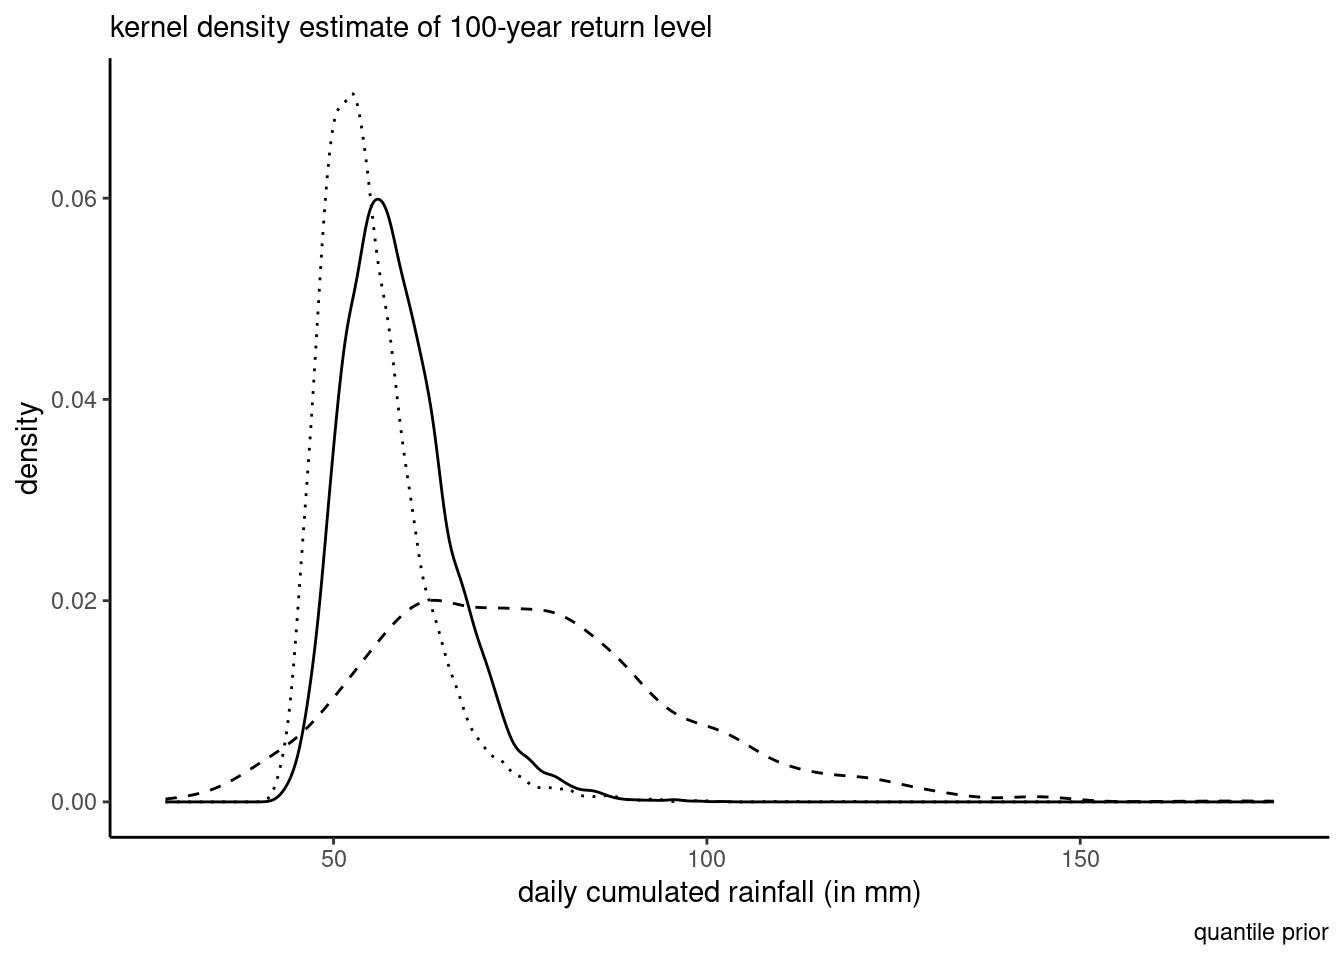 kernel density estimate of 100-year return level
density
0.06
0.04
0.02
0.00
50 100 150
daily cumulated rainfall (in mm)
quantile prior